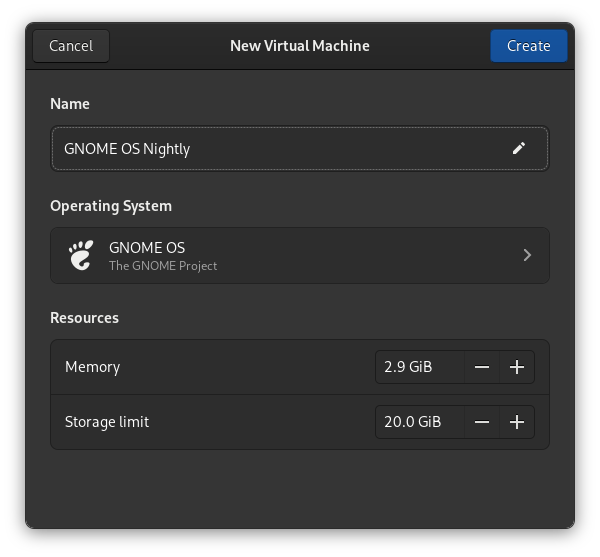 Cancel
New Virtual Machine
Create
Name
GNOME OS Nightly
Operating System
GNOME OS
The GNOME Project
Resources
Memory
2.9 GiB
Storage limit
20.0 GiB